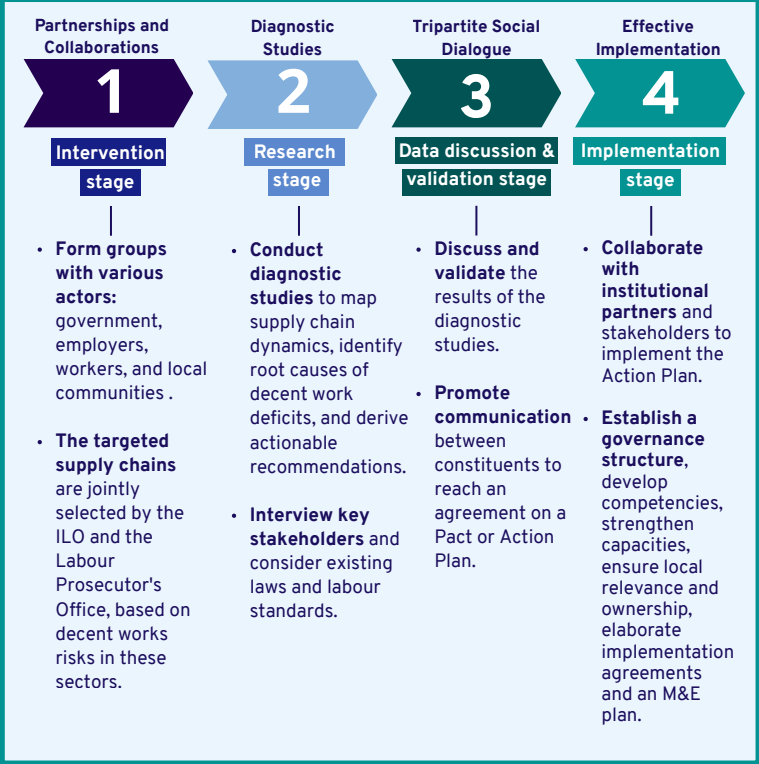 Partnerships and
Collaborations
1
Intervention
stage
• Form groups
with various
actors:
government,
employers,
workers, and local
communities .
• The targeted
supply chains
are jointly
selected by the
ILO and the
Labour
Prosecutor's
Office, based on
decent works
risks in these
sectors.
Diagnostic
Studies
2
Research
stage
• Conduct
diagnostic
studies to map
supply chain
dynamics, identify
root causes of
decent work
deficits, and derive
actionable
recommendations.
• Interview key
stakeholders and
consider existing
laws and labour
standards.
Tripartite Social
Dialogue
3
Data discussion &
validation stage
• Discuss and
validate the
results of the
diagnostic
studies.
• Promote
communication
between
constituents to
reach an
agreement on a
Pact or Action
Plan.
Effective
Implementation
4
Implementation
stage
• Collaborate
with
institutional
partners and
stakeholders to
implement the
Action Plan.
• Establish a
governance
structure,
develop
competencies,
strengthen
capacities,
ensure local
relevance and
ownership,
elaborate
implementation
agreements
and an M&E
plan.